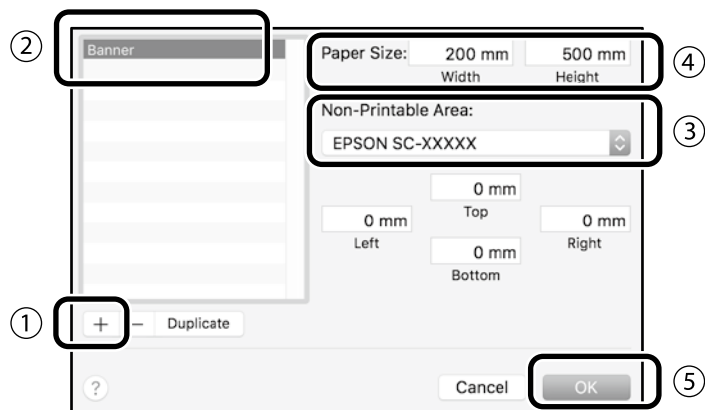 ②
Banner
Paper Size: 200 mm 500 mm
Width Height
④
Non-Printable Area:
EPSON SC-XXXXX
③
0 mm
Top
0 mm 0 mm
Left Right
0 mm
Bottom
①
+ − Duplicate
? Cancel OK
⑤